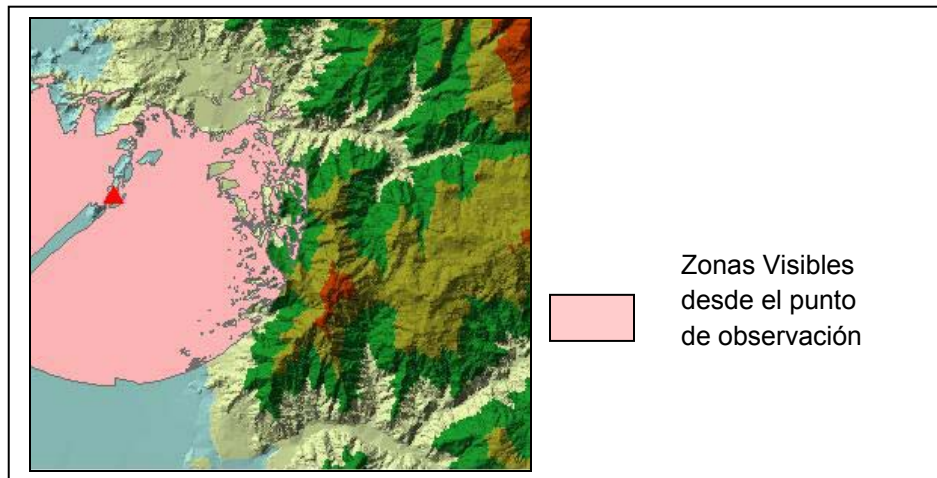 Zonas Visibles
desde el punto
de observación